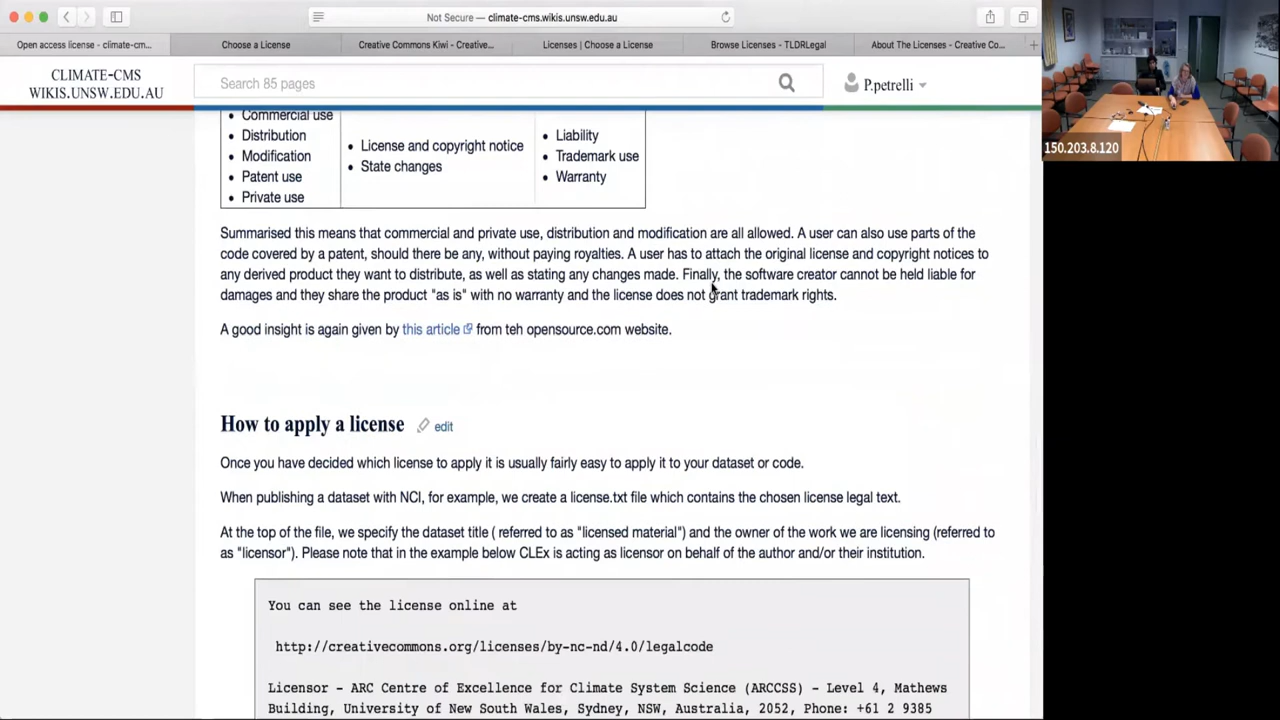 Not Secure — climate-cms.wikis.unsw.edu.au
Open access license - climate-cm...
Choose a License
Creative Commons Kiwi - Creative...
Licenses | Choose a License
Browse Licenses - TLDRLegal
About The Licenses - Creative Co...
CLIMATE-CMS
WIKIS.UNSW.EDU.AU
Search 85 pages
P.petrelli
150.203.8.120
• Commercial use
• Distribution
• Modification
• Patent use
• Private use
• License and copyright notice
• State changes
• Liability
• Trademark use
• Warranty
Summarised this means that commercial and private use, distribution and modification are all allowed. A user can also use parts of the
code covered by a patent, should there be any, without paying royalties. A user has to attach the original license and copyright notices to
any derived product they want to distribute, as well as stating any changes made. Finally, the software creator cannot be held liable for
damages and they share the product "as is" with no warranty and the license does not grant trademark rights.
A good insight is again given by this article from teh opensource.com website.
How to apply a license edit
Once you have decided which license to apply it is usually fairly easy to apply it to your dataset or code.
When publishing a dataset with NCI, for example, we create a license.txt file which contains the chosen license legal text.
At the top of the file, we specify the dataset title ( referred to as "licensed material") and the owner of the work we are licensing (referred to
as "licensor"). Please note that in the example below CLEx is acting as licensor on behalf of the author and/or their institution.
You can see the license online at
http://creativecommons.org/licenses/by-nc-nd/4.0/legalcode
Licensor - ARC Centre of Excellence for Climate System Science (ARCCSS) - Level 4, Mathews
Building, University of New South Wales, Sydney, NSW, Australia, 2052, Phone: +61 2 9385